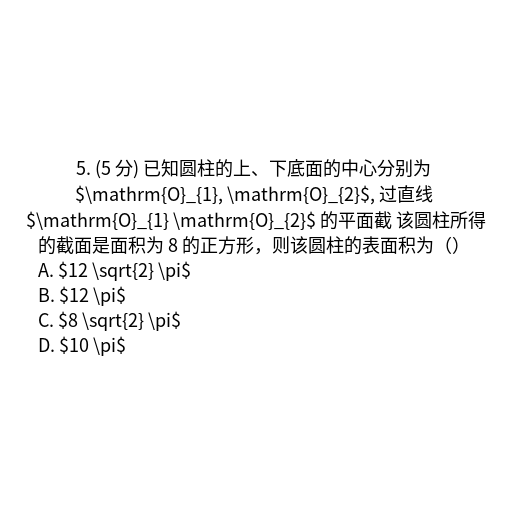 5. (5 分) 已知圆柱的上、下底面的中心分别为
$\mathrm{O}_{1}, \mathrm{O}_{2}$, 过直线
$\mathrm{O}_{1} \mathrm{O}_{2}$ 的平面截 该圆柱所得
的截面是面积为 8 的正方形，则该圆柱的表面积为（）
A. $12 \sqrt{2} \pi$
B. $12 \pi$
C. $8 \sqrt{2} \pi$
D. $10 \pi$